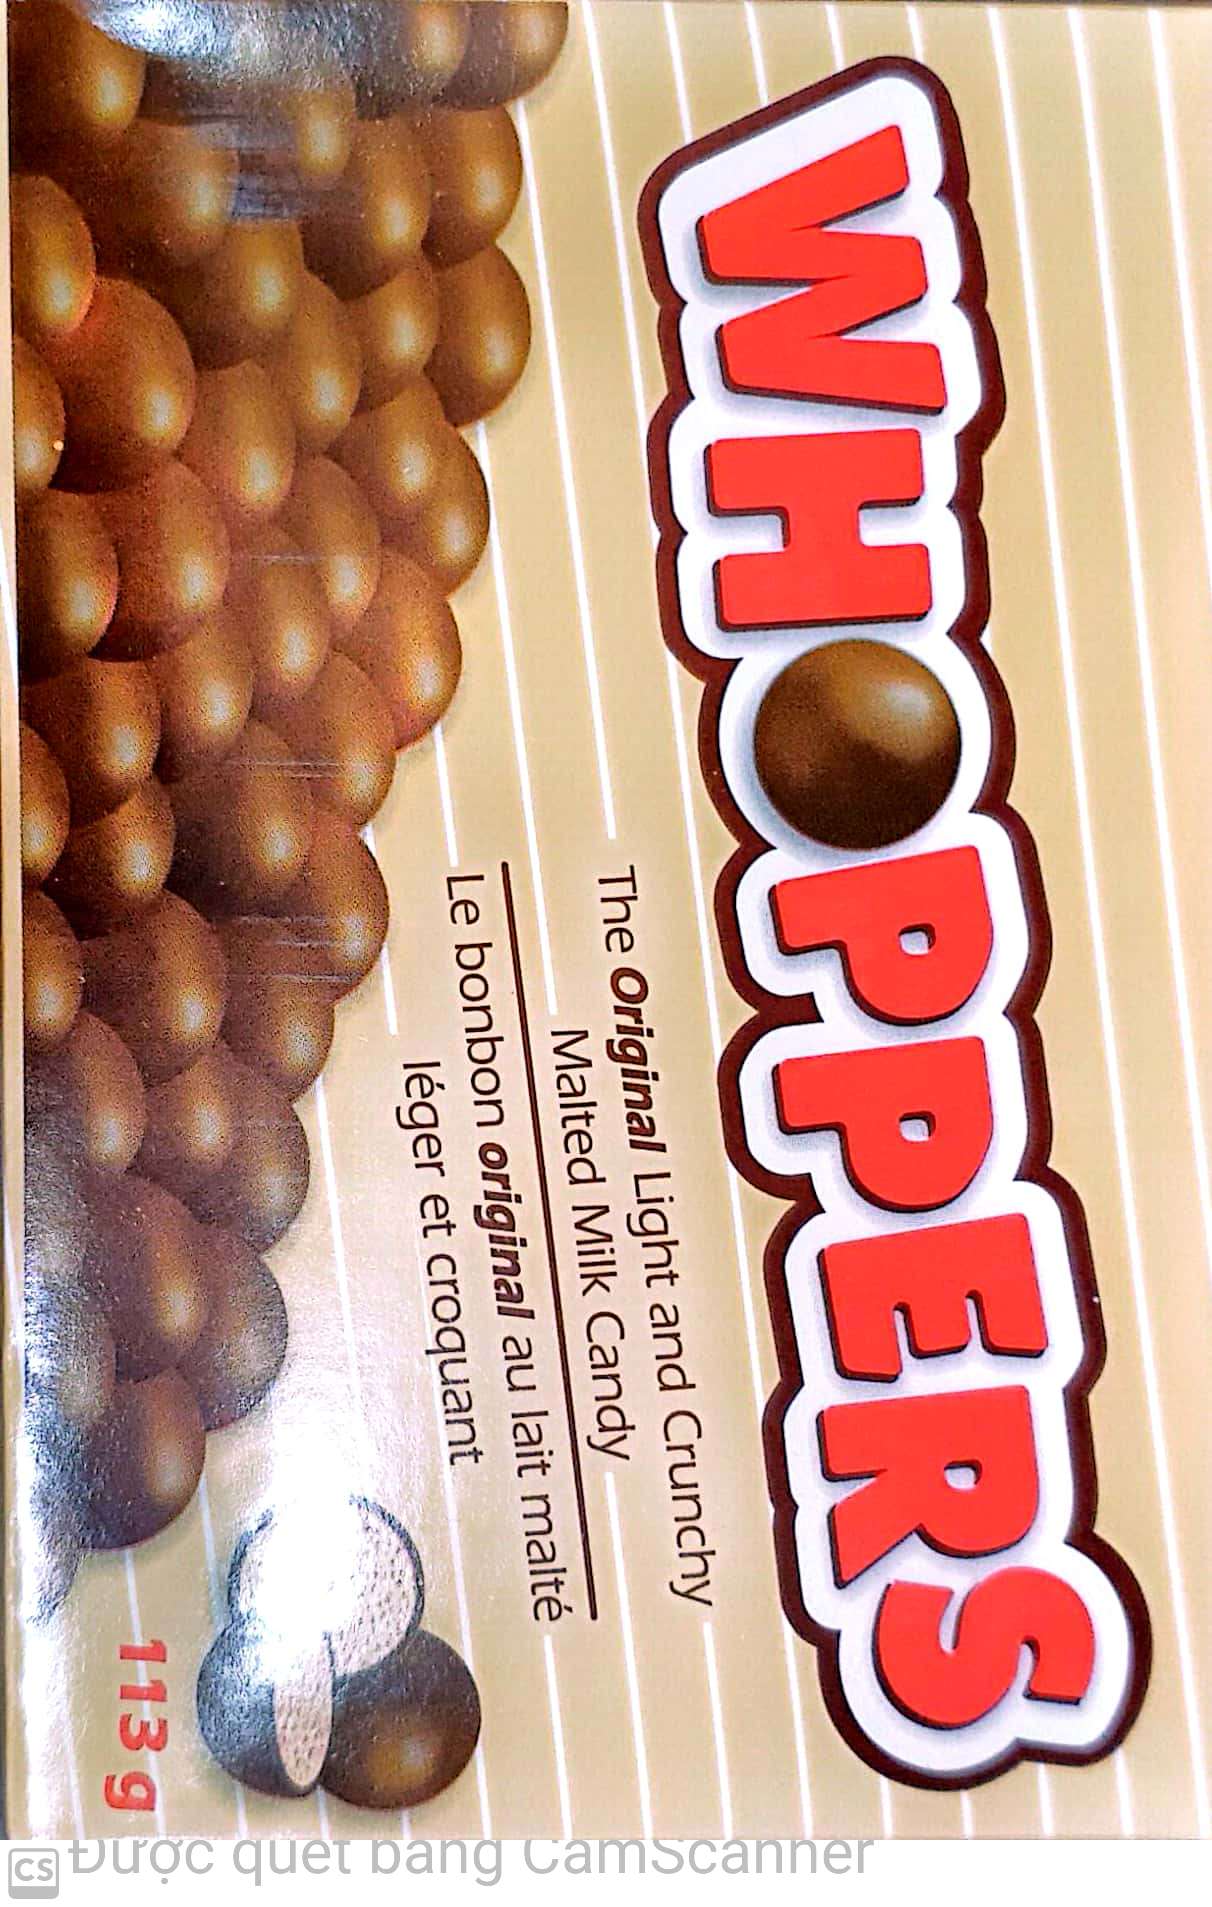 WHOPPERS
The Original Light and Crunchy
Malted Milk Candy
Le bonbon original au lait malté
léger et croquant
113 g
CS Được quét bằng CamScanner